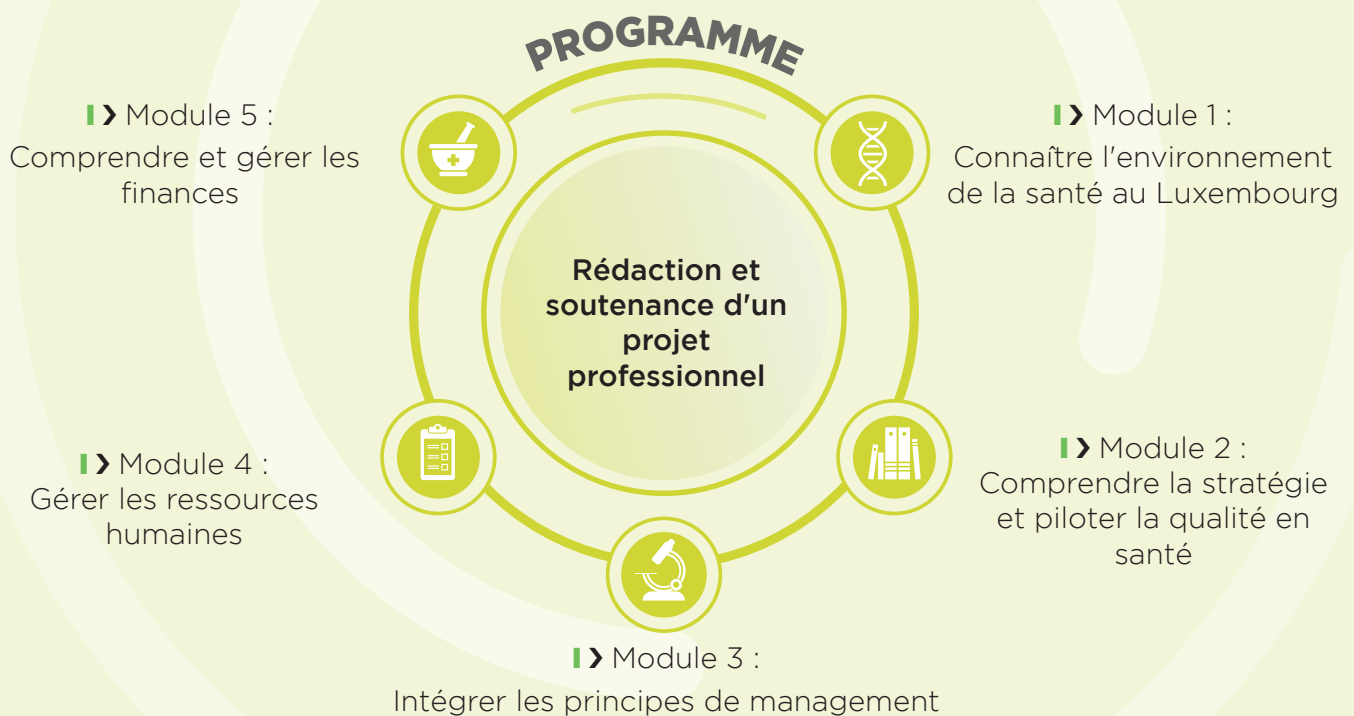 PROGRAMME
Module 1 :
Connaître l'environnement
de la santé au Luxembourg
Module 2 :
Comprendre la stratégie
et piloter la qualité en
santé
Module 3 :
Intégrer les principes de management
Module 4 :
Gérer les ressources
humaines
Module 5 :
Comprendre et gérer les
finances
Rédaction et
soutenance d'un
projet
professionnel